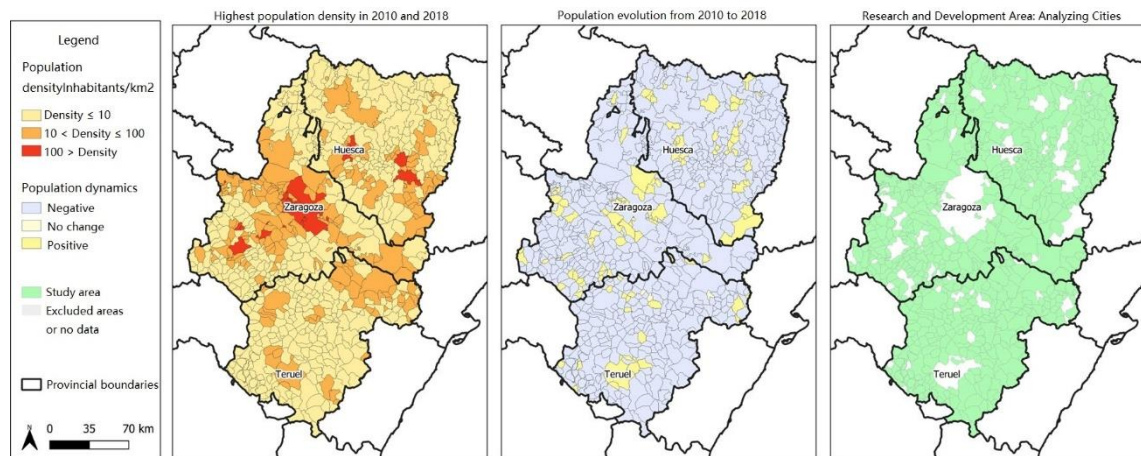 Legend
Population
densityInhabitants/km2
Density ≤ 10
10 < Density ≤ 100
100 > Density
Population dynamics
Negative
No change
Positive
Study area
Excluded areas
or no data
Provincial boundaries
N
0 35 70 km
Highest population density in 2010 and 2018
Huesca
Zaragoza
Teruel
Population evolution from 2010 to 2018
Huesca
Zaragoza
Teruel
Research and Development Area: Analyzing Cities
Huesca
Zaragoza
Teruel